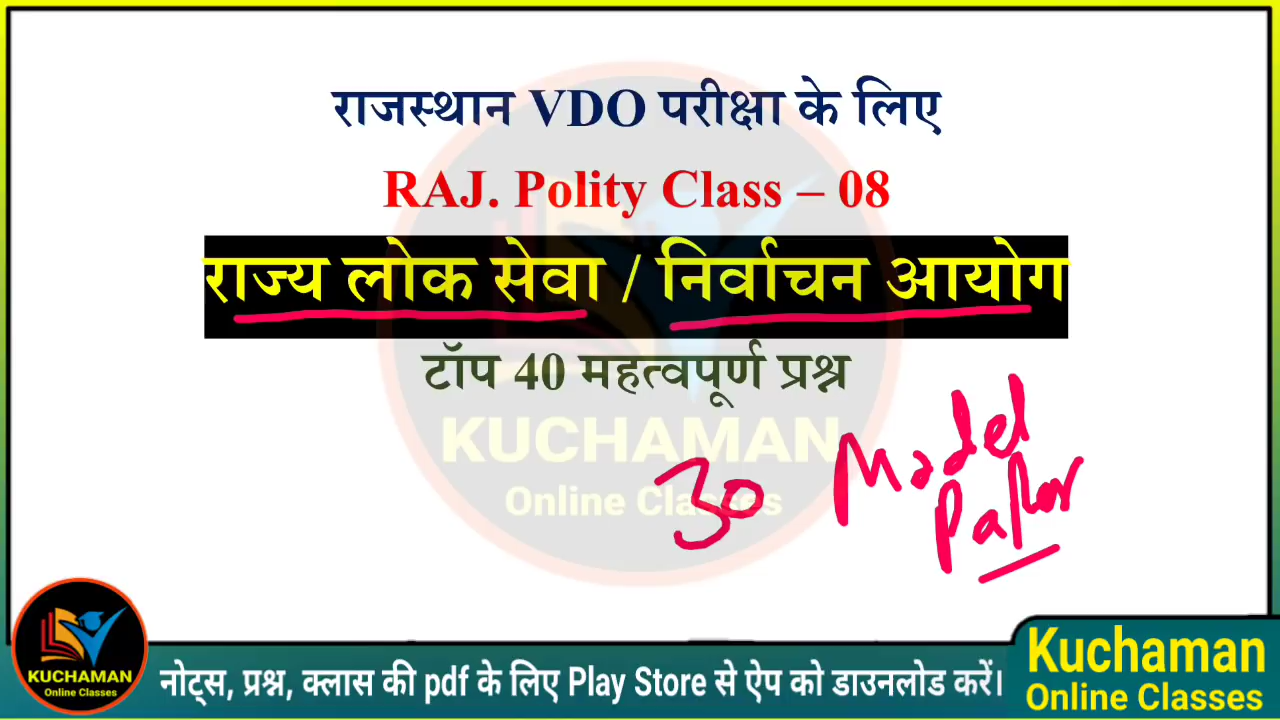 राजस्थान VDO परीक्षा के लिए
RAJ. Polity Class – 08
राज्य लोक सेवा / निर्वाचन आयोग
टॉप 40 महत्वपूर्ण प्रश्न
KUCHAMAN
Online Classes
30 Model
Papor
KUCHAMAN
Online Classes
नोट्स, प्रश्न, क्लास की pdf के लिए Play Store से ऐप को डाउनलोड करें।
Kuchaman
Online Classes